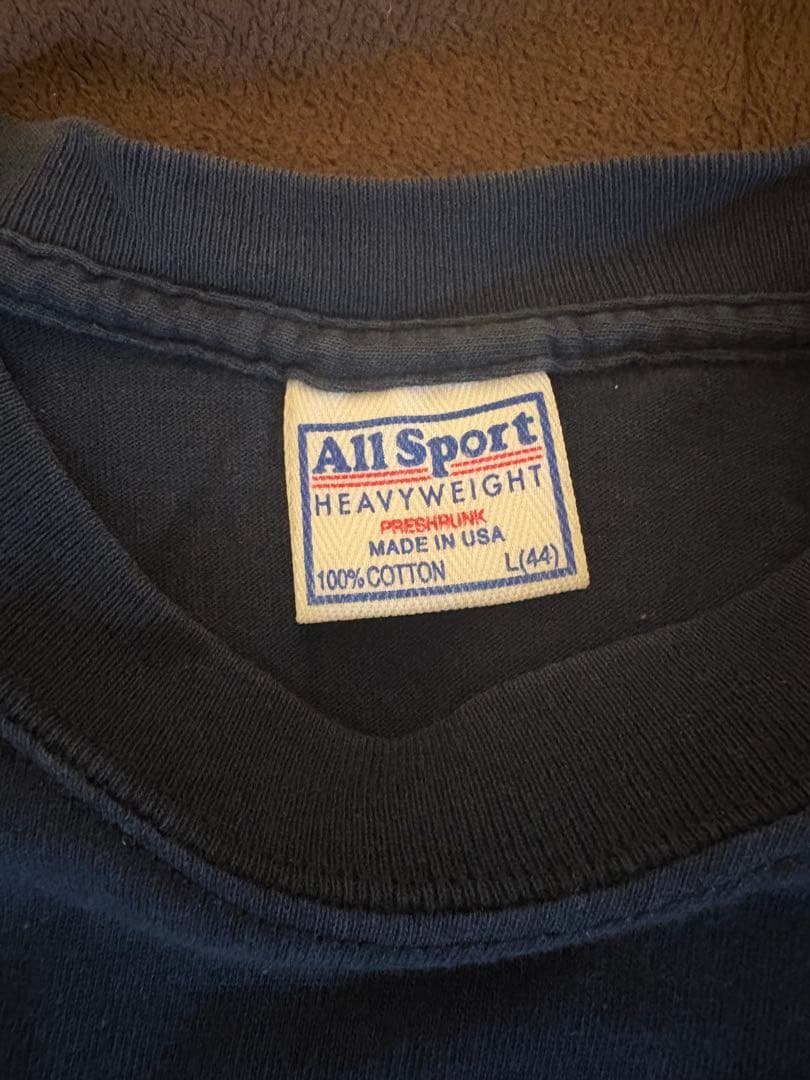 All Sport
HEAVYWEIGHT
PRESHRUNK
MADE IN USA
100% COTTON L(44)